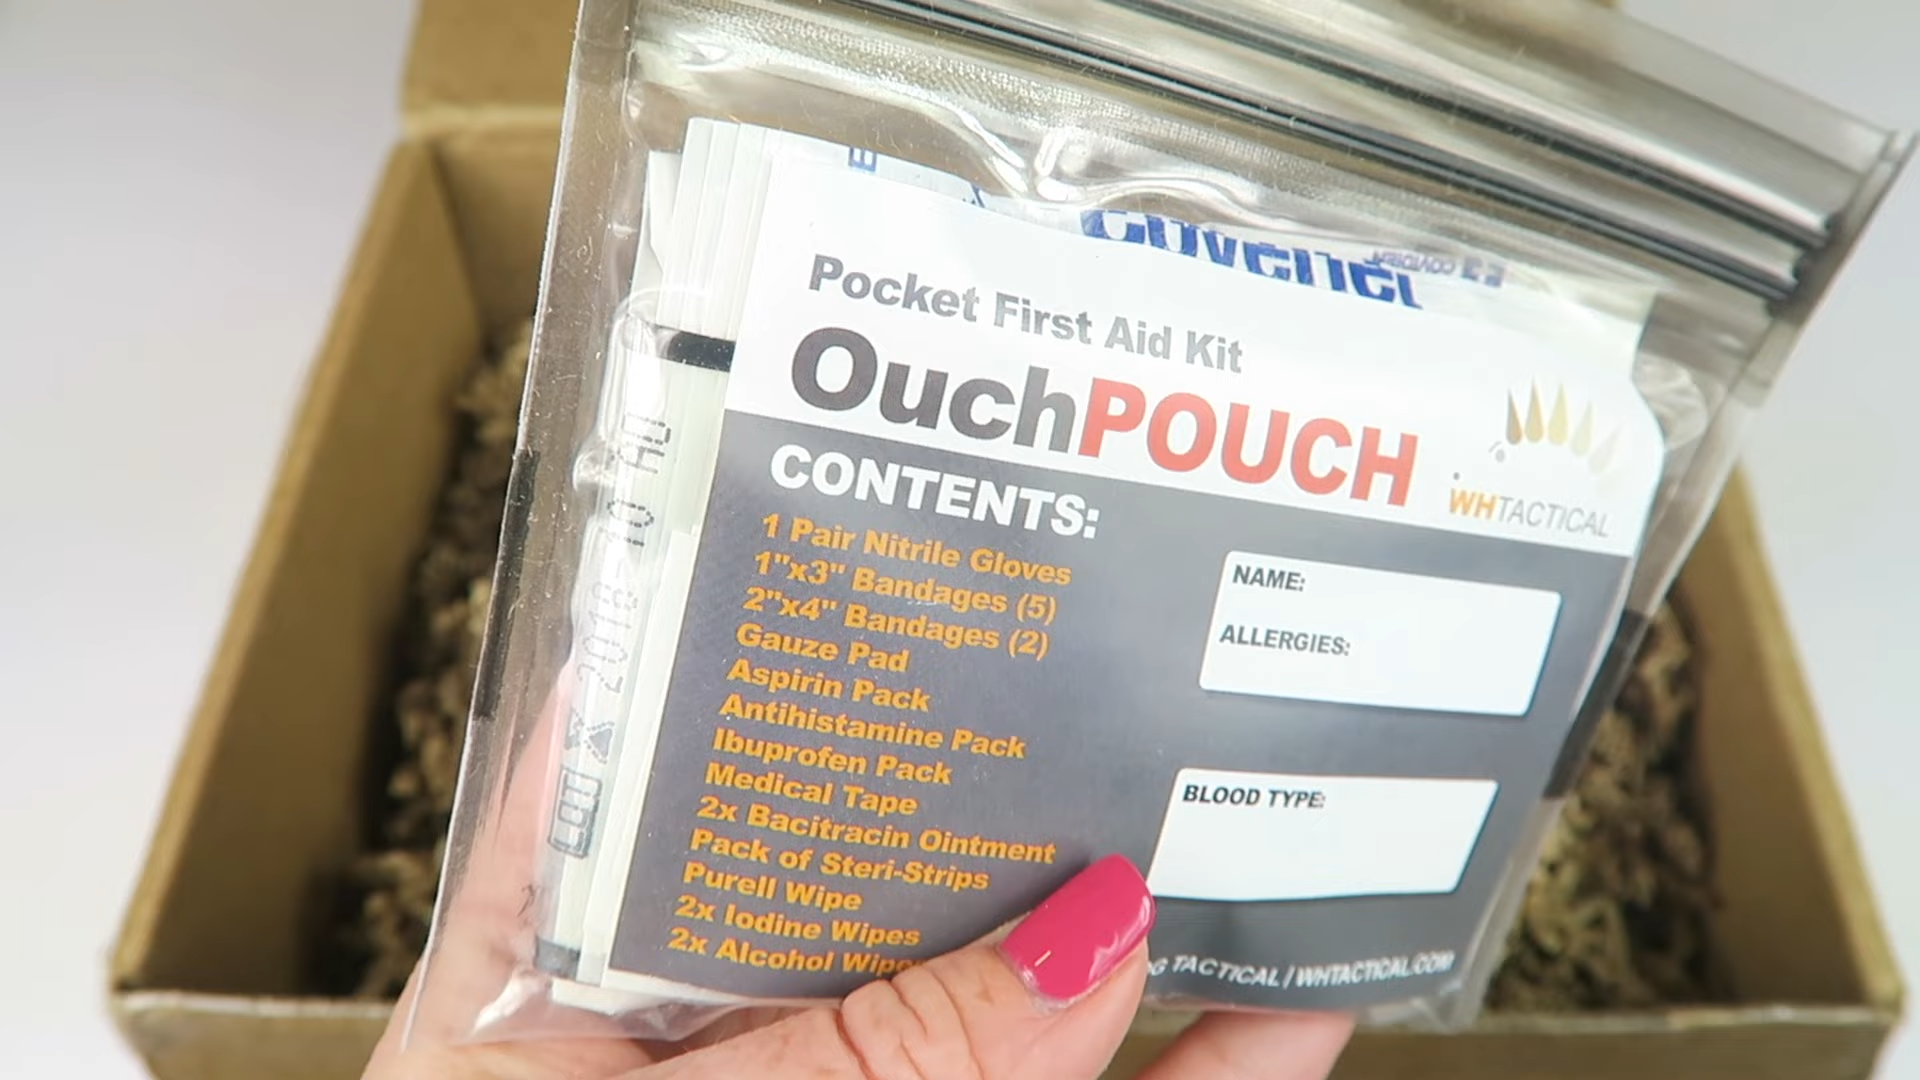 Pocket First Aid Kit
OuchPOUCH
WHTACTICAL
CONTENTS:
1 Pair Nitrile Gloves
1"x3" Bandages (5)
2"x4" Bandages (2)
Gauze Pad
Aspirin Pack
Antihistamine Pack
Ibuprofen Pack
Medical Tape
2x Bacitracin Ointment
Pack of Steri-Strips
Purell Wipe
2x Iodine Wipes
2x Alcohol
NAME:
ALLERGIES:
BLOOD TYPE:
TACTICAL / WHTACTICAL.COM
LOT
COVIDIEN